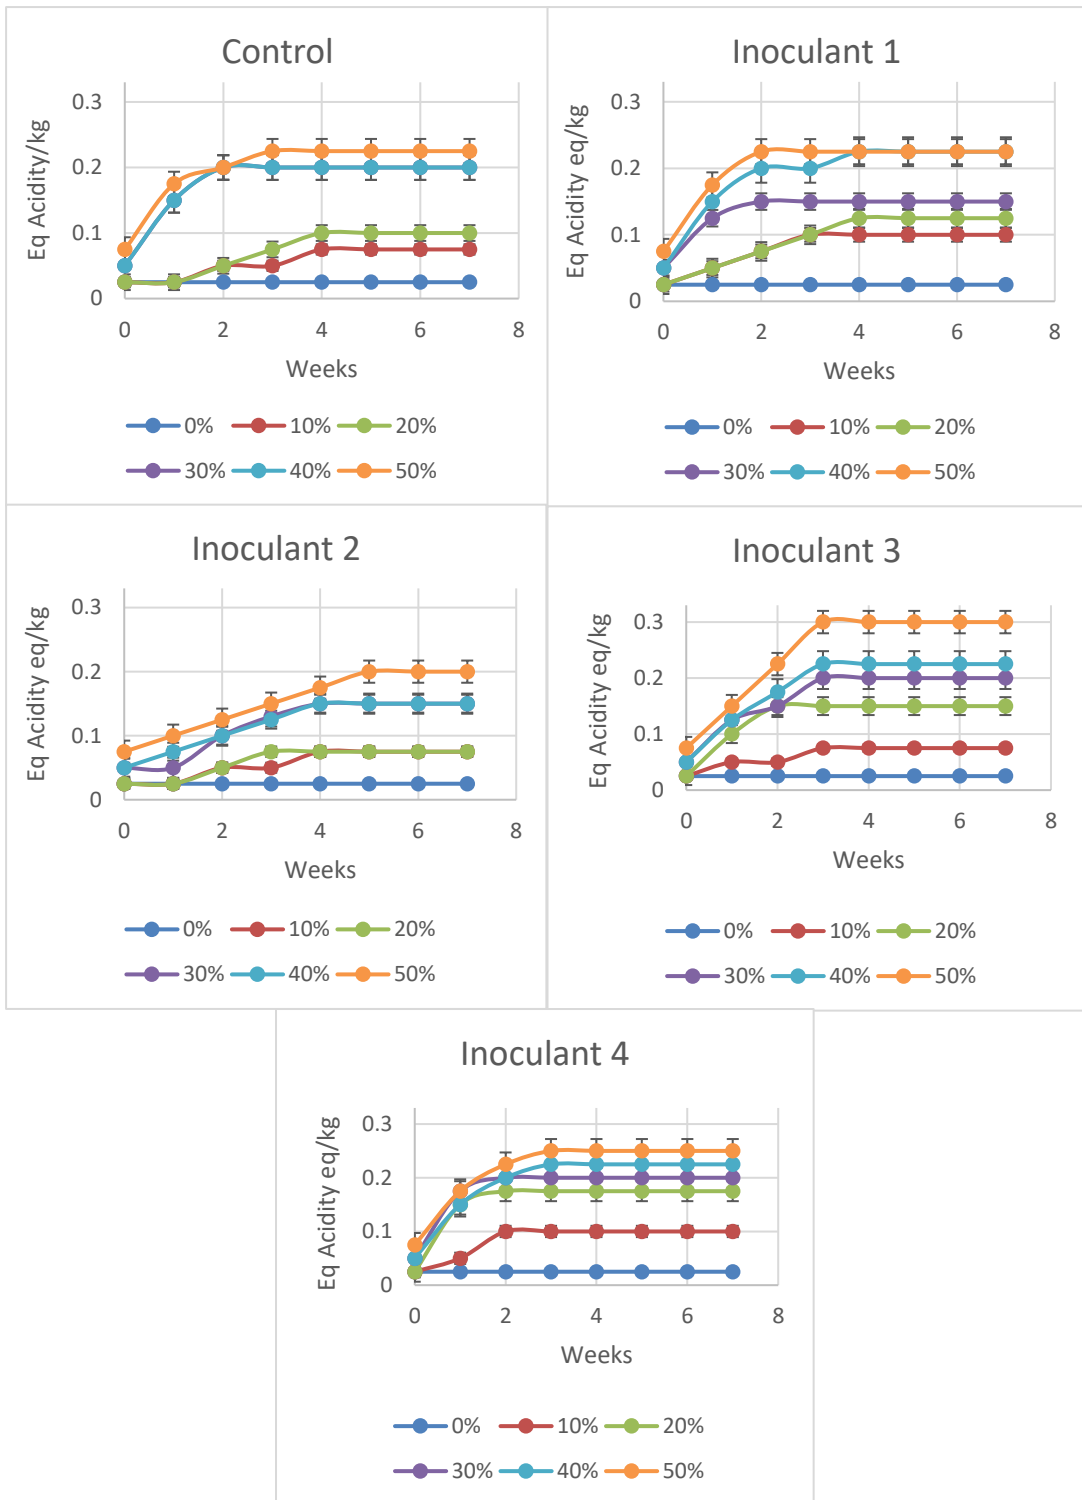 Control
Eq Acidity/kg
0.3
0.2
0.1
0
0 2 4 6 8
Weeks
0% 10% 20%
30% 40% 50%
Inoculant 1
Eq Acidity eq/kg
0.3
0.2
0.1
0
0 2 4 6 8
Weeks
0% 10% 20%
30% 40% 50%
Inoculant 2
Eq Acidity eq/kg
0.3
0.2
0.1
0
0 2 4 6 8
Weeks
0% 10% 20%
30% 40% 50%
Inoculant 3
Eq Acidity eq/kg
0.3
0.2
0.1
0
0 2 4 6 8
Weeks
0% 10% 20%
30% 40% 50%
Inoculant 4
Eq Acidity eq/kg
0.3
0.2
0.1
0
0 2 4 6 8
Weeks
0% 10% 20%
30% 40% 50%